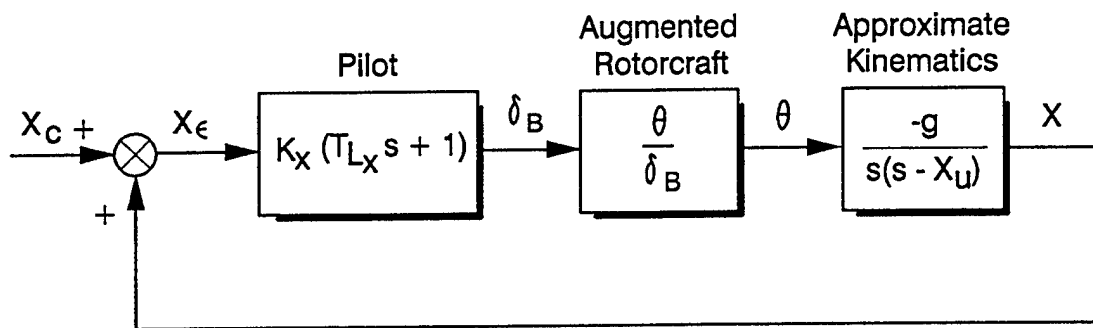 Augmented
Approximate
Pilot
Rotorcraft
Kinematics
X_c +
X_ϵ
K_X (T_{L_X} s + 1)
δ_B
θ
δ_B
θ
-g
s(s - X_u)
X
+